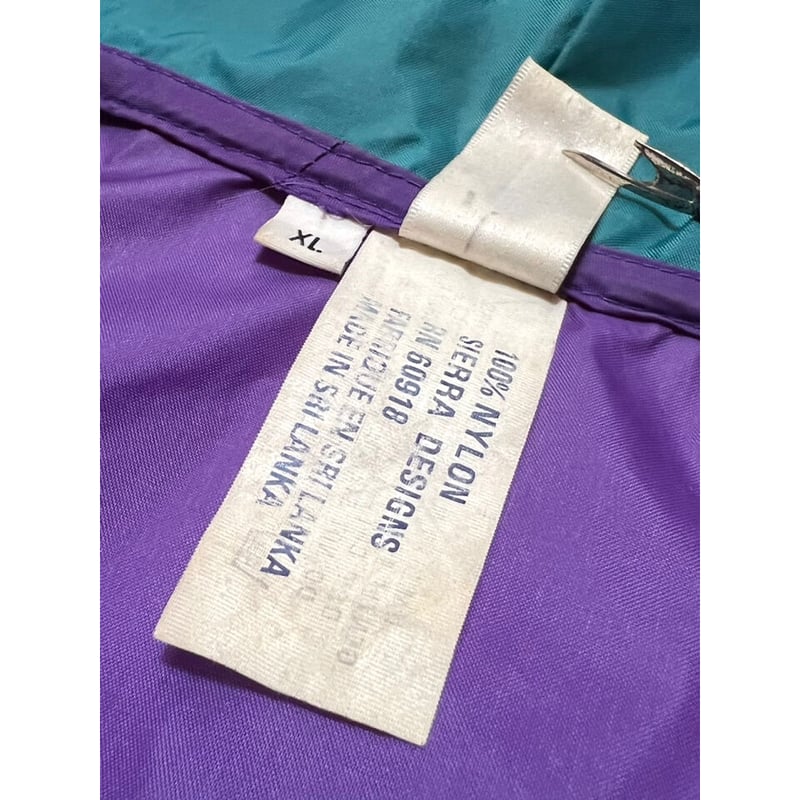 XL
100% NYLON
SIERRA DESIGNS
RN 60918
FABRIQUE EN SRI LANKA
MADE IN SRI LANKA